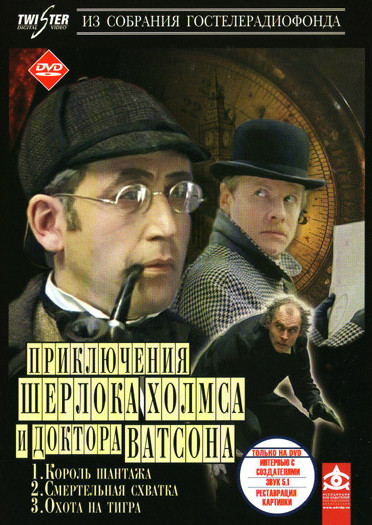 TWISTER
DIGITAL VIDEO
ИЗ СОБРАНИЯ ГОСТЕЛЕРАДИОФОНДА
DVD
ПРИКЛЮЧЕНИЯ
ШЕРЛОКА ХОЛМСА
И ДОКТОРА ВАТСОНА
1.КОРОЛЬ ШАНТАЖА
2.СМЕРТЕЛЬНАЯ СХВАТКА
3.ОХОТА НА ТИГРА
ТОЛЬКО НА DVD
ИНТЕРВЬЮ С
СОЗДАТЕЛЯМИ
ЗВУК 5.1
РЕСТАВРАЦИЯ
КАРТИНКИ